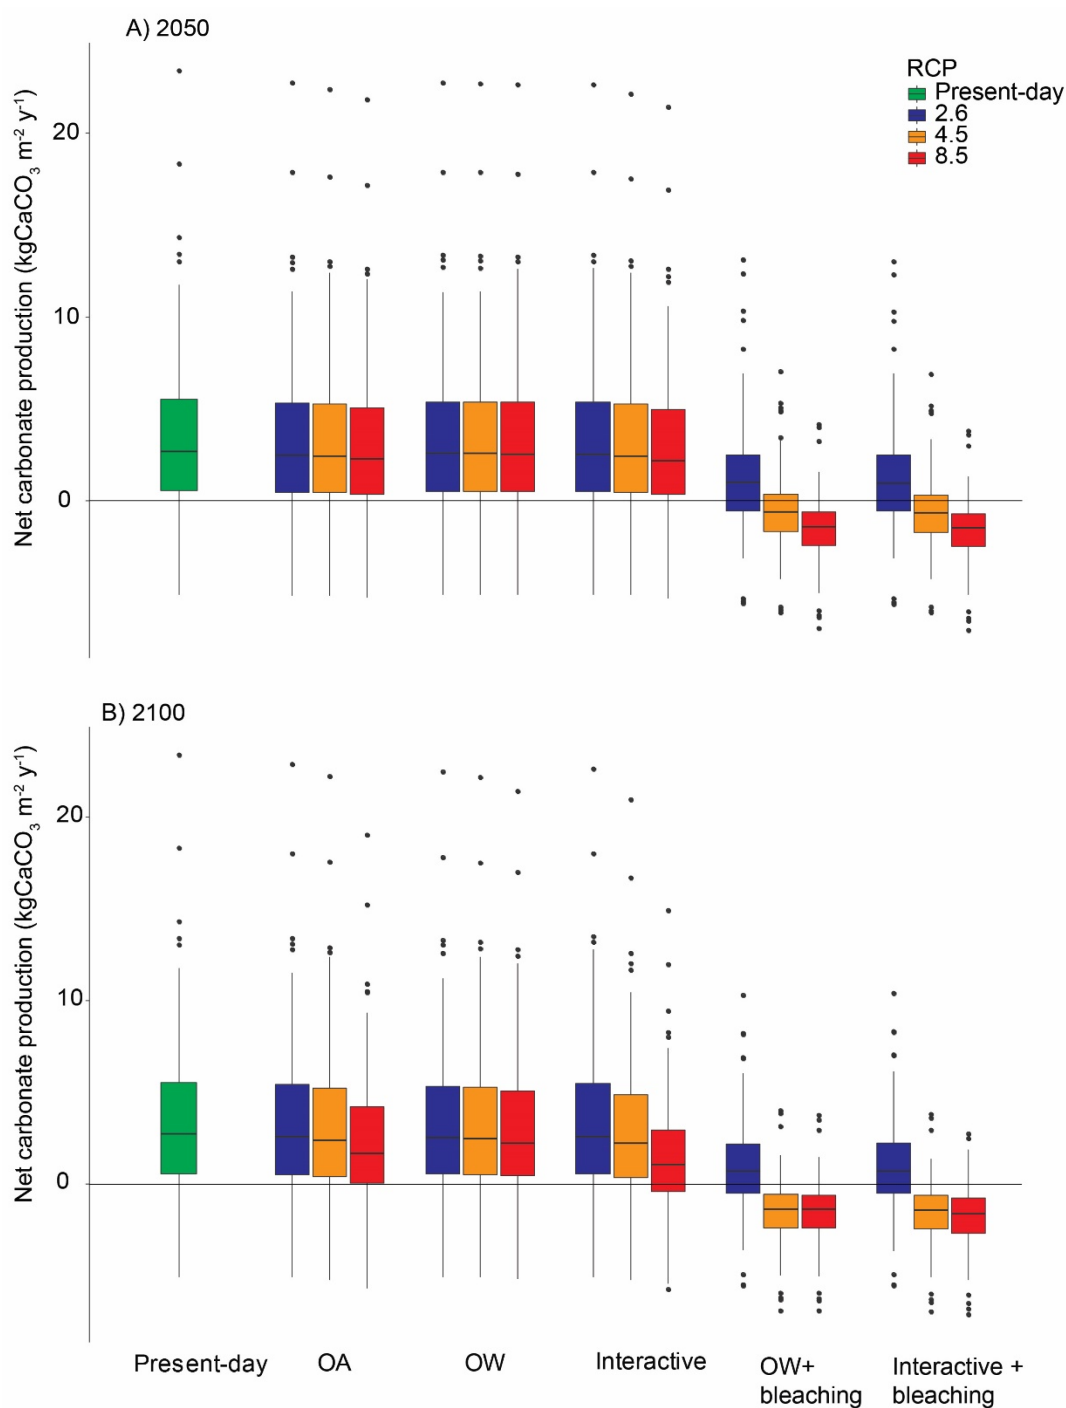 A) 2050
RCP
Present-day
2.6
4.5
8.5
Net carbonate production (kgCaCO₃ m⁻² y⁻¹)
20
10
0
B) 2100
Net carbonate production (kgCaCO₃ m⁻² y⁻¹)
20
10
0
Present-day
OA
OW
Interactive
OW+
bleaching
Interactive +
bleaching